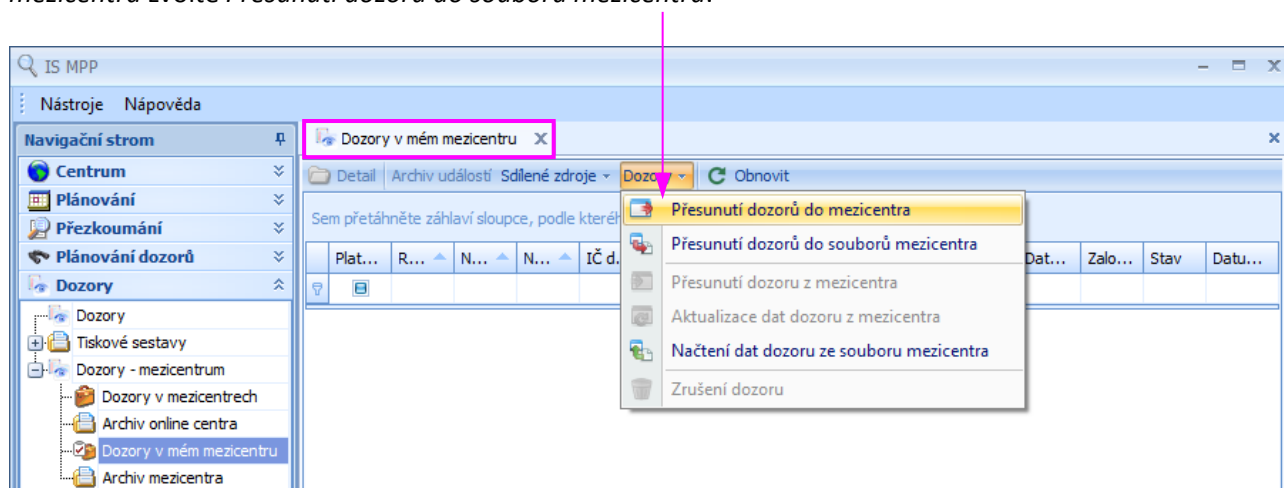 mezicentra zvolte Přesunutí dozorů do souborů mezicentra.
IS MPP
Nástroje Nápověda
Navigační strom
Dozory v mém mezicentru
Centrum
Detail Archiv událostí Sdílené zdroje Dozory Obnovit
Plánování
Přesunutí dozorů do mezicentra
Sem přetáhněte záhlaví sloupce, podle
Přezkoumání
Přesunutí dozorů do souborů mezicentra
Plat... R... N... N... IČ d. Dat... Zalo... Stav Datu...
Plánování dozorů
Dozory
Přesunutí dozoru z mezicentra
Dozory
Aktualizace dat dozoru z mezicentra
Tiskové sestavy
Načtení dat dozoru ze souboru mezicentra
Dozory - mezicentrum
Zrušení dozoru
Dozory v mezicentrech
Archiv online centra
Dozory v mém mezicentru
Archiv mezicentra